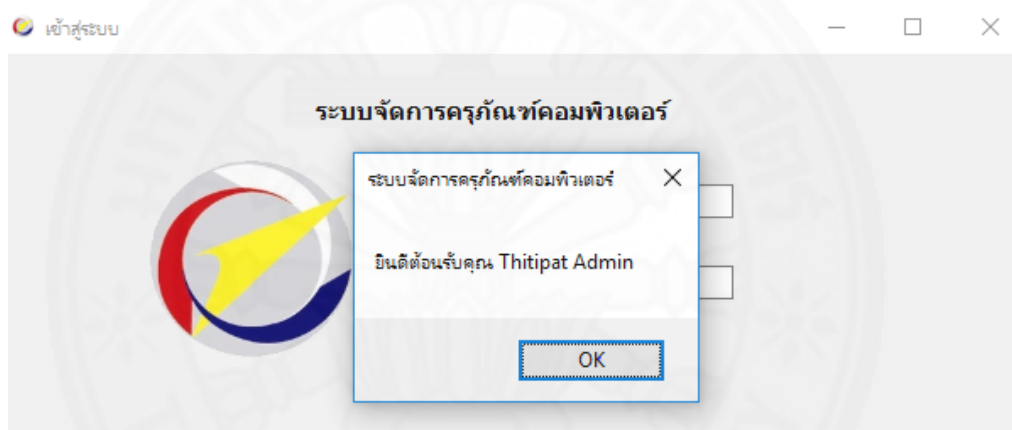 เข้าสู่ระบบ
ระบบจัดการครุภัณฑ์คอมพิวเตอร์
ระบบจัดการครุภัณฑ์คอมพิวเตอร์
ยินดีต้อนรับคุณ Thitipat Admin
OK